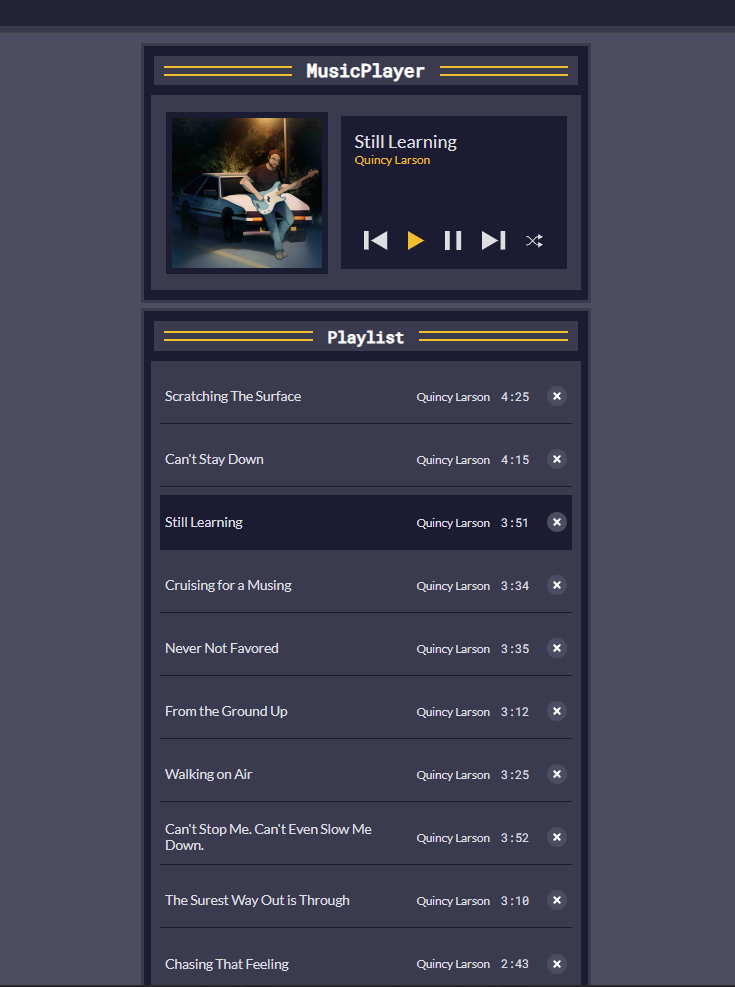 MusicPlayer
Still Learning
Quincy Larson
Playlist
Scratching The Surface Quincy Larson 4:25
Can't Stay Down Quincy Larson 4:15
Still Learning Quincy Larson 3:51
Cruising for a Musing Quincy Larson 3:34
Never Not Favored Quincy Larson 3:35
From the Ground Up Quincy Larson 3:12
Walking on Air Quincy Larson 3:25
Can't Stop Me. Can't Even Slow Me
Down. Quincy Larson 3:52
The Surest Way Out is Through Quincy Larson 3:10
Chasing That Feeling Quincy Larson 2:43